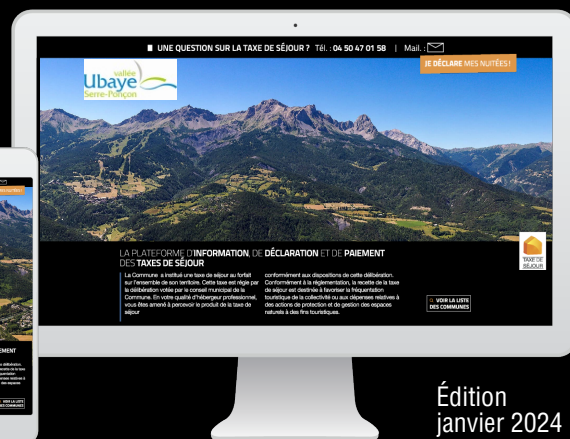 UNE QUESTION SUR LA TAXE DE SÉJOUR ? Tél. : 04 50 47 01 58 | Mail. :
JE DÉCLARE MES NUITÉES !
vallée
Ubaye
Serre-Ponçon
LA PLATEFORME D'INFORMATION, DE DÉCLARATION ET DE PAIEMENT
DES TAXES DE SÉJOUR
La Commune a institué une taxe de séjour au forfait
sur l'ensemble de son territoire. Cette taxe est régie par
la délibération votée par le conseil municipal de la
Commune. En votre qualité d'hébergeur professionnel,
vous êtes amené à percevoir le produit de la taxe de
séjour
conformément aux dispositions de cette délibération.
Conformément à la réglementation, la recette de la taxe
de séjour est destinée à favoriser la fréquentation
touristique de la collectivité ou aux dépenses relatives à
des actions de protection et de gestion des espaces
naturels à des fins touristiques.
TAXE DE
SÉJOUR
VOIR LA LISTE
DES COMMUNES
EMENT
VOIR LA LISTE
DES COMMUNES
Édition
janvier 2024